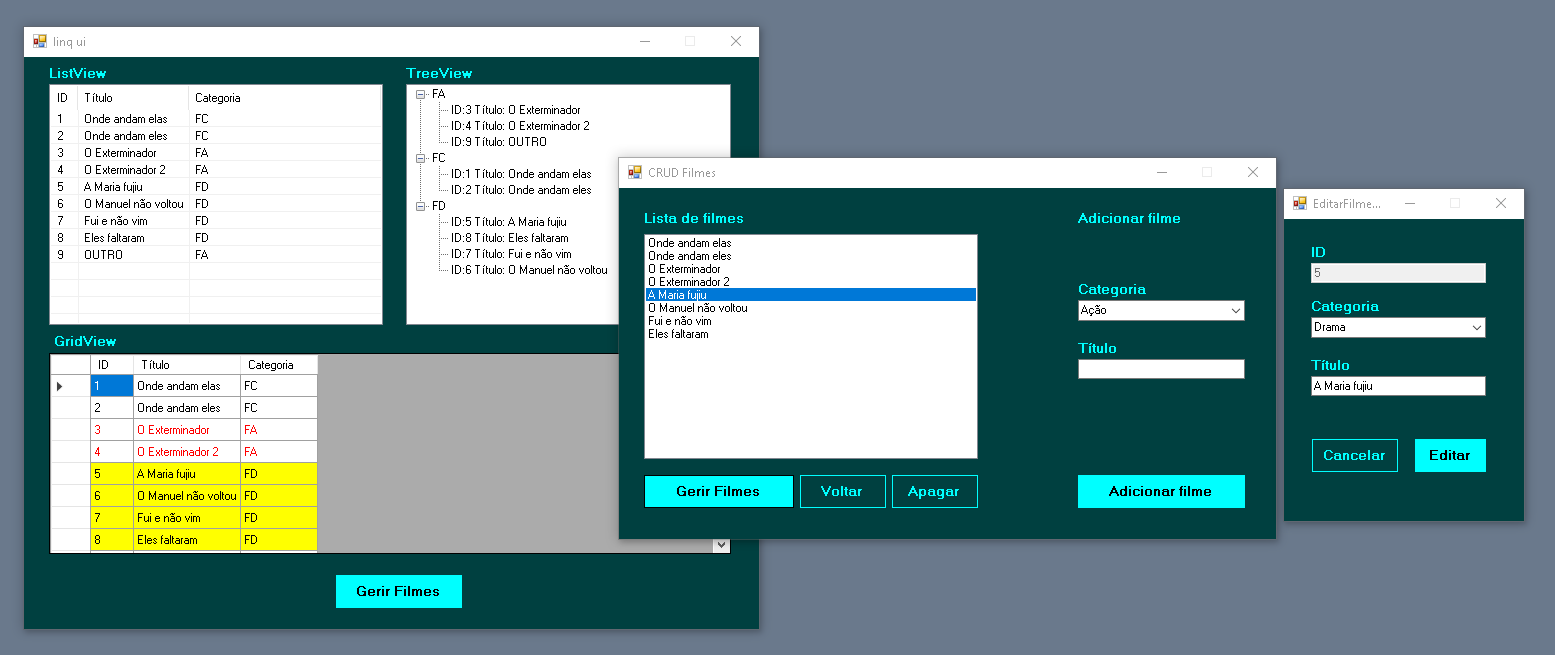 linq ui
ListView
ID Título Categoria
1 Onde andam elas FC
2 Onde andam eles FC
3 O Exterminador FA
4 O Exterminador 2 FA
5 A Maria fujiu FD
6 O Manuel não voltou FD
7 Fui e não vim FD
8 Eles faltaram FD
9 OUTRO FA
TreeView
FA
ID:3 Título: O Exterminador
ID:4 Título: O Exterminador 2
ID:9 Título: OUTRO
FC
ID:1 Título: Onde andam elas
ID:2 Título: Onde andam eles
FD
ID:5 Título: A Maria fujiu
ID:8 Título: Eles faltaram
ID:7 Título: Fui e não vim
ID:6 Título: O Manuel não voltou
GridView
ID Título Categoria
1 Onde andam elas FC
2 Onde andam eles FC
3 O Exterminador FA
4 O Exterminador 2 FA
5 A Maria fujiu FD
6 O Manuel não voltou FD
7 Fui e não vim FD
8 Eles faltaram FD
Gerir Filmes
CRUD Filmes
Lista de filmes
Onde andam elas
Onde andam eles
O Exterminador
O Exterminador 2
A Maria fujiu
O Manuel não voltou
Fui e não vim
Eles faltaram
Gerir Filmes Voltar Apagar
Adicionar filme
Categoria
Ação
Título
Adicionar filme
EditarFilme...
ID
5
Categoria
Drama
Título
A Maria fujiu
Cancelar Editar